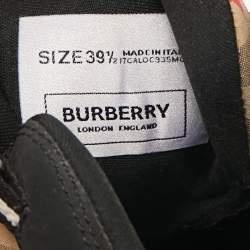 SIZE 39½ MADE IN ITALY
BURBERRY
LONDON ENGLAND